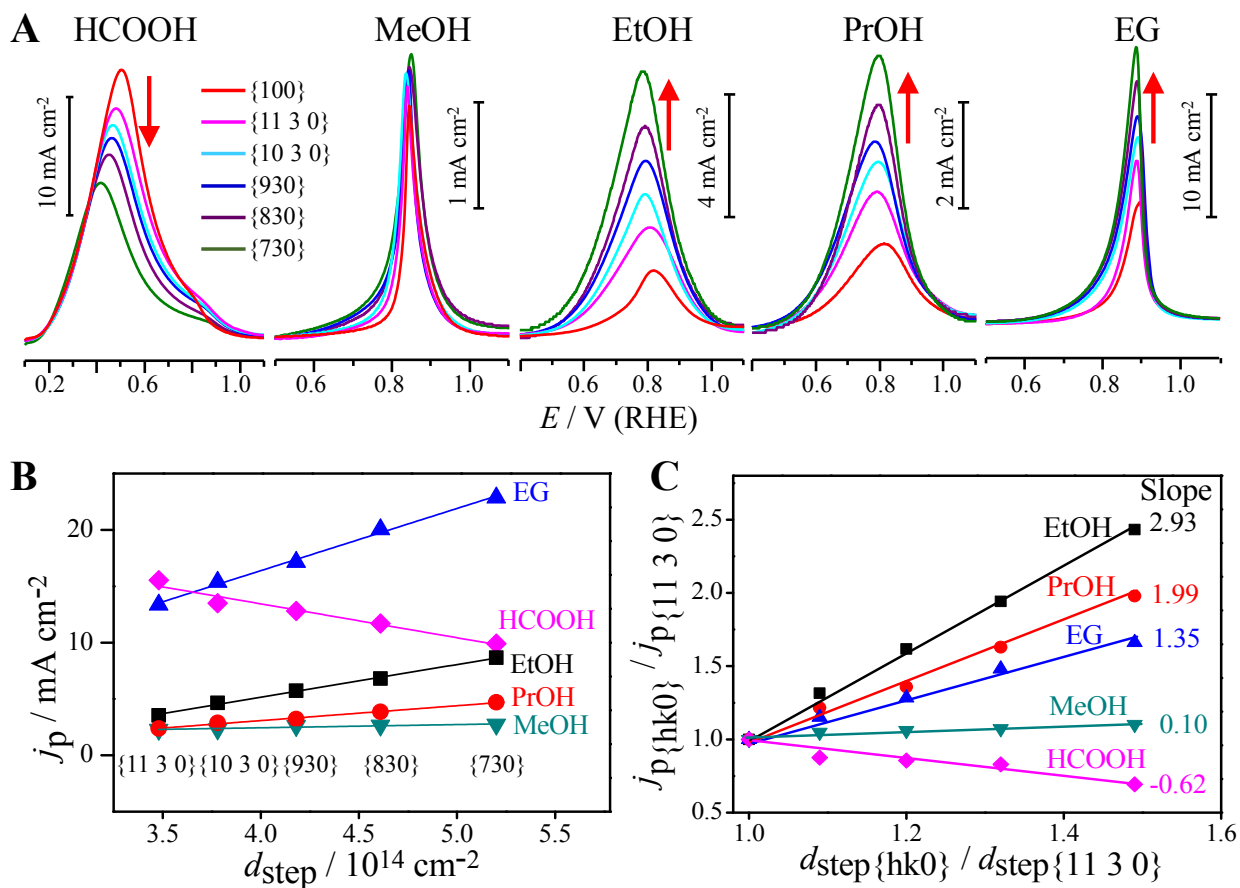 A
HCOOH
MeOH
EtOH
PrOH
EG
{100}
{11 3 0}
{10 3 0}
{930}
{830}
{730}
10 mA cm-2
1 mA cm-2
4 mA cm-2
2 mA cm-2
10 mA cm-2
0.2 0.6 1.0
0.6 0.8 1.0
0.6 0.8 1.0
0.6 0.8 1.0
0.6 0.8 1.0
E / V (RHE)
B
EG
HCOOH
EtOH
PrOH
MeOH
{11 3 0} {10 3 0} {930} {830} {730}
20
10
0
jp / mA cm-2
3.5 4.0 4.5 5.0 5.5
dstep / 10^14 cm-2
C
Slope
EtOH 2.93
PrOH 1.99
EG 1.35
MeOH 0.10
HCOOH -0.62
2.5
2.0
1.5
1.0
0.5
jp{hk0} / jp{11 3 0}
1.0 1.2 1.4 1.6
dstep{hk0} / dstep{11 3 0}